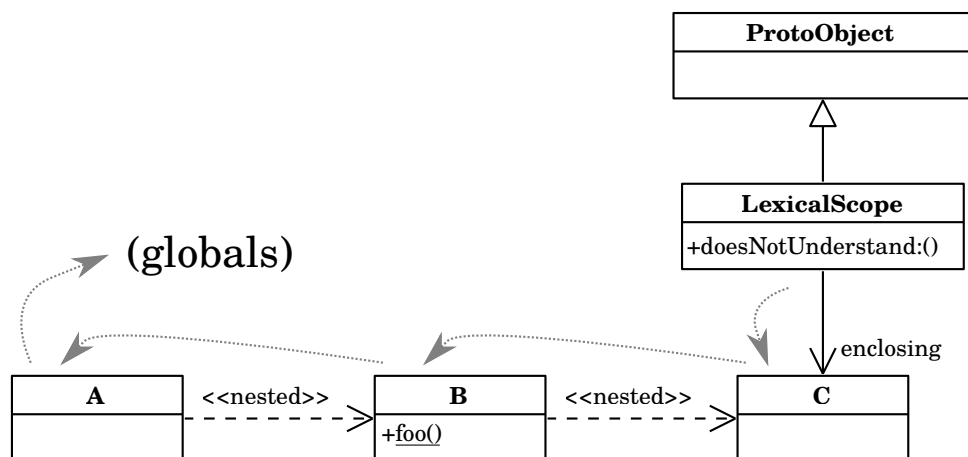 ProtoObject
LexicalScope
+doesNotUnderstand:()
(globals)
enclosing
A
<<nested>>
B
<<nested>>
C
+foo()